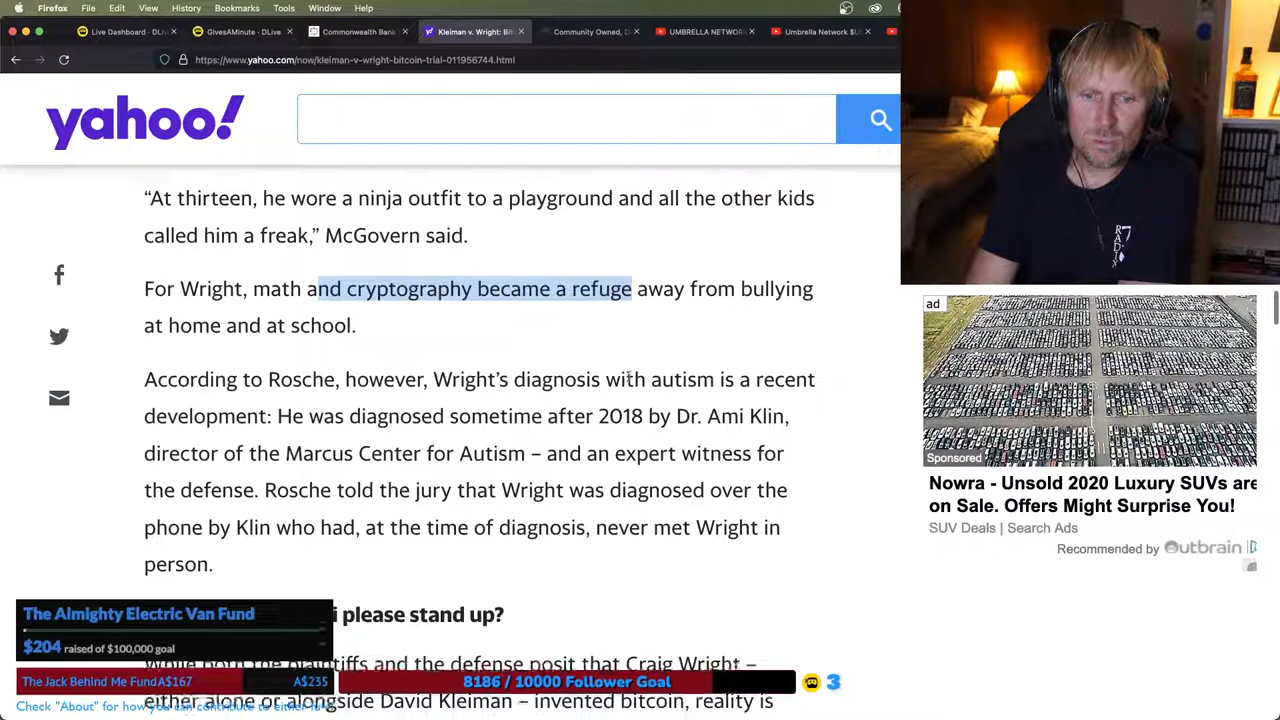 Firefox File Edit View History Bookmarks Tools Window Help
Live Dashboard - DLiv
GivesAMinute - DLive
Commonwealth Bank
Kleiman v. Wright: Bit
Community Owned, D
UMBRELLA NETWOR
Umbrella Network $U
https://www.yahoo.com/now/kleiman-v-wright-bitcoin-trial-011956744.html
yahoo!
“At thirteen, he wore a ninja outfit to a playground and all the other kids
called him a freak,” McGovern said.
For Wright, math and cryptography became a refuge away from bullying
at home and at school.
According to Rosche, however, Wright’s diagnosis with autism is a recent
development: He was diagnosed sometime after 2018 by Dr. Ami Klin,
director of the Marcus Center for Autism – and an expert witness for
the defense. Rosche told the jury that Wright was diagnosed over the
phone by Klin who had, at the time of diagnosis, never met Wright in
person.
i please stand up?
While both the plaintiffs and the defense posit that Craig Wright –
either alone or alongside David Kleiman – invented bitcoin, reality is
RADIX
ad
Sponsored
Nowra - Unsold 2020 Luxury SUVs are
on Sale. Offers Might Surprise You!
SUV Deals | Search Ads
Recommended by Outbrain
The Almighty Electric Van Fund
$204 raised of $100,000 goal
The Jack Behind Me Fund A$167 A$235
8186 / 10000 Follower Goal
3
Check "About" for how you can contribute to either